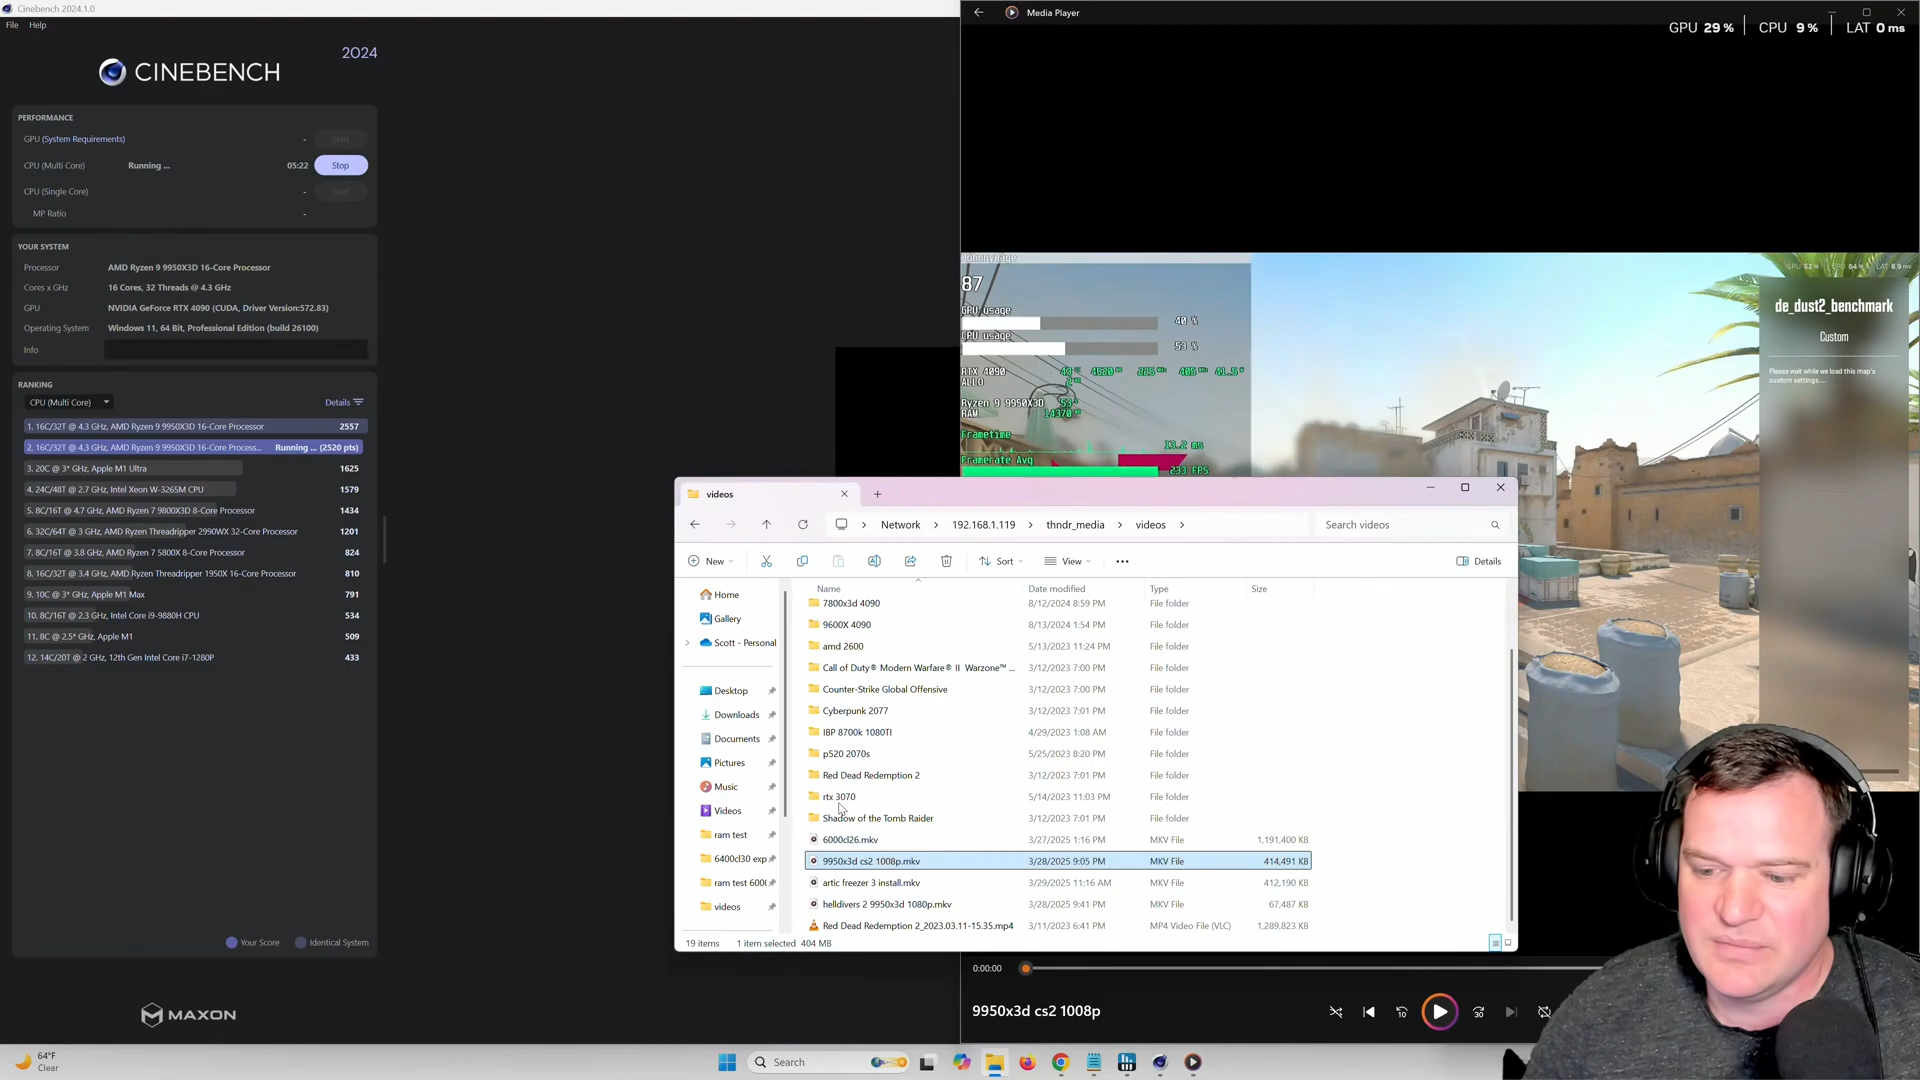 Cinebench 2024.1.0
File Help
CINEBENCH 2024
PERFORMANCE
GPU (System Requirements) - Start
CPU (Multi Core) Running ... 05:22 Stop
CPU (Single Core) - Start
MP Ratio -
YOUR SYSTEM
Processor AMD Ryzen 9 9950X3D 16-Core Processor
Cores x GHz 16 Cores, 32 Threads @ 4.3 GHz
GPU NVIDIA GeForce RTX 4090 (CUDA, Driver Version:572.83)
Operating System Windows 11, 64 Bit, Professional Edition (build 26100)
Info
RANKING
CPU (Multi Core) Details
1. 16C/32T @ 4.3 GHz, AMD Ryzen 9 9950X3D 16-Core Processor 2557
2. 16C/32T @ 4.3 GHz, AMD Ryzen 9 9950X3D 16-Core Process... Running ... (2520 pts)
3. 20C @ 3* GHz, Apple M1 Ultra 1625
4. 24C/48T @ 2.7 GHz, Intel Xeon W-3265M CPU 1579
5. 8C/16T @ 4.7 GHz, AMD Ryzen 7 9800X3D 8-Core Processor 1434
6. 32C/64T @ 3 GHz, AMD Ryzen Threadripper 2990WX 32-Core Processor 1201
7. 8C/16T @ 3.8 GHz, AMD Ryzen 7 5800X 8-Core Processor 824
8. 16C/32T @ 3.4 GHz, AMD Ryzen Threadripper 1950X 16-Core Processor 810
9. 10C @ 3* GHz, Apple M1 Max 791
10. 8C/16T @ 2.3 GHz, Intel Core i9-9880H CPU 534
11. 8C @ 2.5* GHz, Apple M1 509
12. 14C/20T @ 2 GHz, 12th Gen Intel Core i7-1280P 433
Your Score Identical System
MAXON
Media Player
GPU 29 % CPU 9 % LAT 0 ms
87
GPU usage 40 %
CPU usage 53 %
RTX 4090
Ryzen 9 9950X3D
RAM 14370
Frametime
13.2 ms
Framerate Avg
233 FPS
de_dust2_benchmark
Custom
Please wait while we load this map's
custom settings....
videos
Network 192.168.1.119 thndr_media videos Search videos
New Sort View Details
Home
Gallery
Scott - Personal
Desktop
Downloads
Documents
Pictures
Music
Videos
ram test
6400cl30 exp
ram test 600
videos
Name Date modified Type Size
7800x3d 4090 8/12/2024 8:59 PM File folder
9600X 4090 8/13/2024 1:54 PM File folder
amd 2600 5/13/2023 11:24 PM File folder
Call of Duty® Modern Warfare® II Warzone™ ... 3/12/2023 7:00 PM File folder
Counter-Strike Global Offensive 3/12/2023 7:00 PM File folder
Cyberpunk 2077 3/12/2023 7:01 PM File folder
IBP 8700k 1080TI 4/29/2023 1:08 AM File folder
p520 2070s 5/25/2023 8:20 PM File folder
Red Dead Redemption 2 3/12/2023 7:01 PM File folder
rtx 3070 5/14/2023 11:03 PM File folder
Shadow of the Tomb Raider 3/12/2023 7:01 PM File folder
6000cl26.mkv 3/27/2025 1:16 PM MKV File 1,191,400 KB
9950x3d cs2 1008p.mkv 3/28/2025 9:05 PM MKV File 414,491 KB
artic freezer 3 install.mkv 3/29/2025 11:16 AM MKV File 412,190 KB
helldivers 2 9950x3d 1080p.mkv 3/28/2025 9:41 PM MKV File 67,487 KB
Red Dead Redemption 2_2023.03.11-15.35.mp4 3/11/2023 6:41 PM MP4 Video File (VLC) 1,289,823 KB
19 items 1 item selected 404 MB
0:00:00
9950x3d cs2 1008p
10 30
64°F
Clear
Search